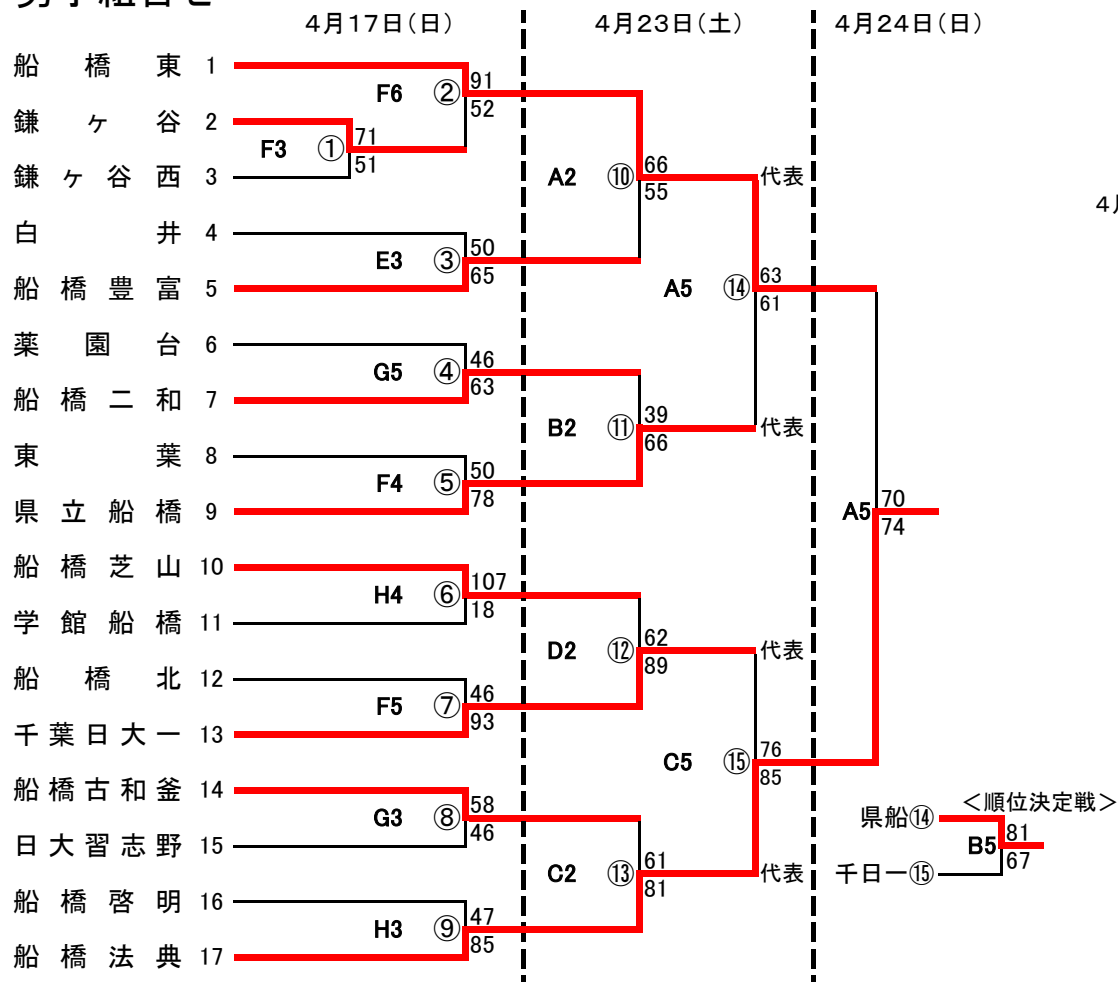 男子組合せ
4月17日(日) 4月23日(土) 4月24日(日)
船橋東 1
91
F6 ②
52
鎌ヶ谷 2
71
F3 ①
51
鎌ヶ谷西 3
66
A2 ⑩ 代表
55
4月
白井 4
50
E3 ③
65
船橋豊富 5
63
A5 ⑭
61
薬園台 6
46
G5 ④
63
船橋二和 7
39
B2 ⑪ 代表
66
東葉 8
50
F4 ⑤
78
県立船橋 9
70
A5
74
船橋芝山 10
107
H4 ⑥
18
学館船橋 11
62
D2 ⑫ 代表
89
船橋北 12
46
F5 ⑦
93
千葉日大一 13
76
C5 ⑮
85
船橋古和釜 14
58
G3 ⑧
46
日大習志野 15
<順位決定戦>
県船⑭
81
B5
67
千日一⑮
61
C2 ⑬ 代表
81
船橋啓明 16
47
H3 ⑨
85
船橋法典 17